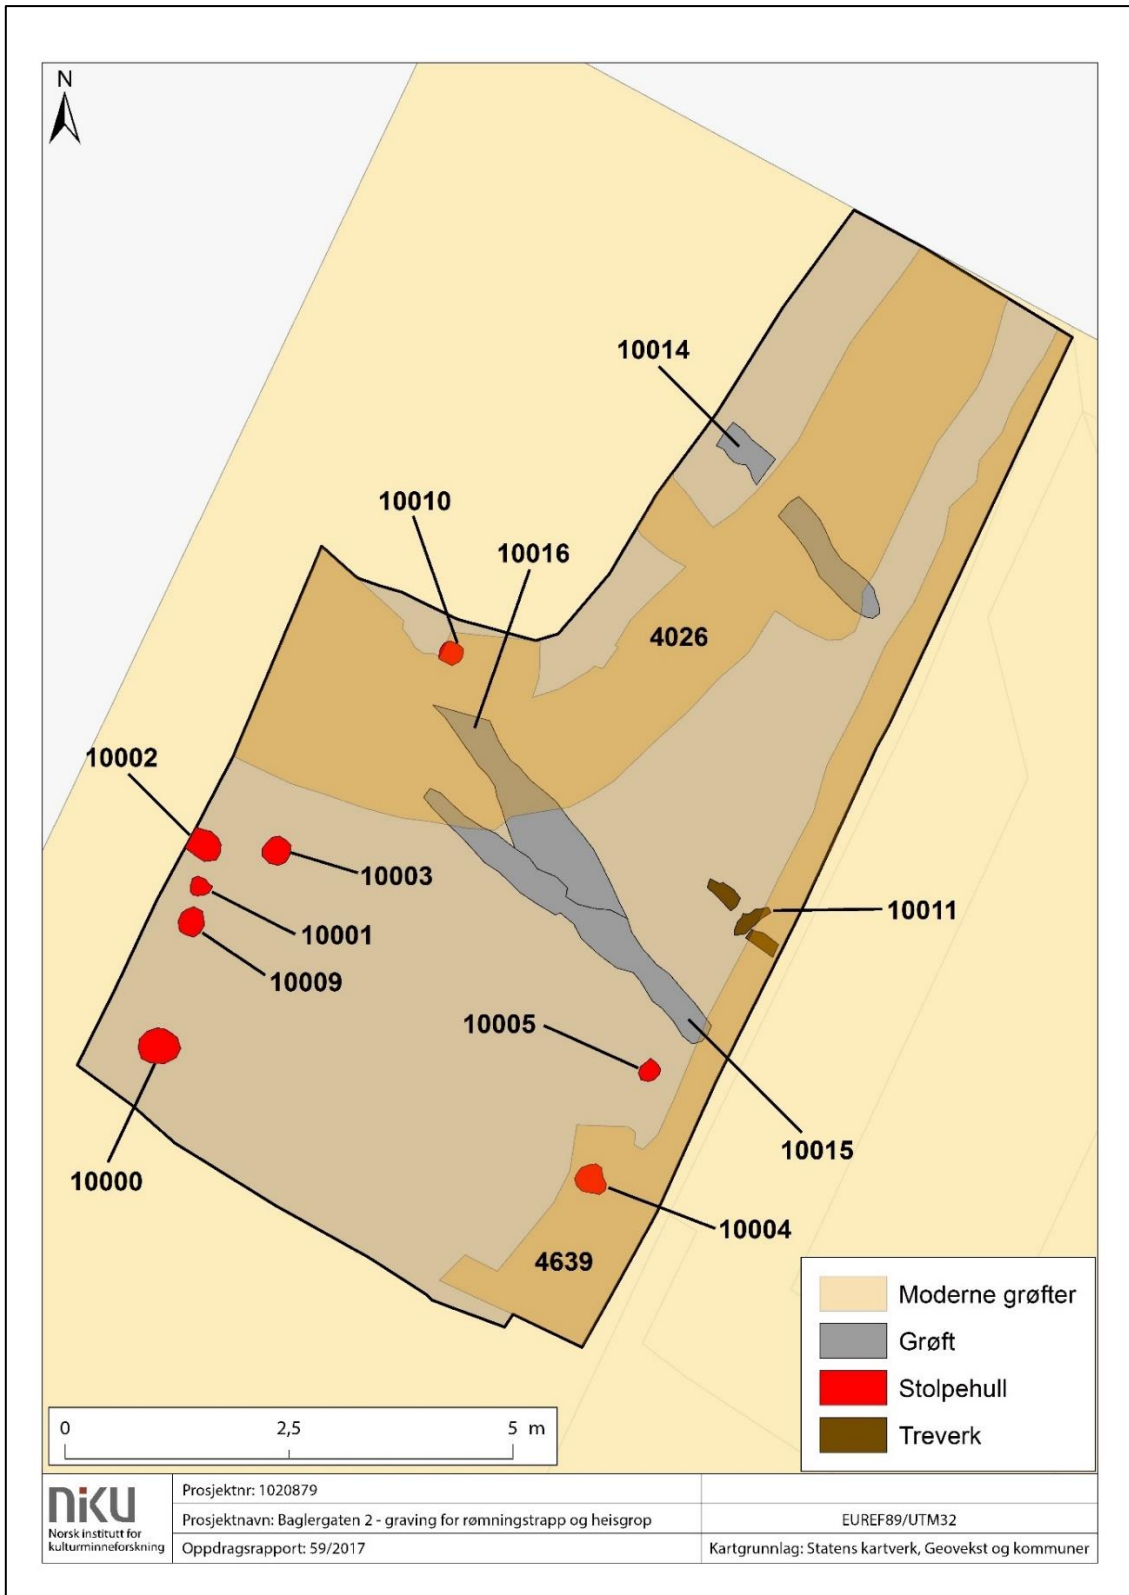 N
10014
10010
10016
4026
10002
10003
10011
10001
10009
10005
10015
10000
10004
4639
Moderne grøfter
Grøft
Stolpehull
Treverk
0 2,5 5 m
niku
Norsk institutt for
kulturminneforskning
Prosjektnr: 1020879
Prosjektnavn: Baglergaten 2 - graving for rømningstrapp og heisgrop
EUREF89/UTM32
Oppdragsrapport: 59/2017
Kartgrunnlag: Statens kartverk, Geovekst og kommuner